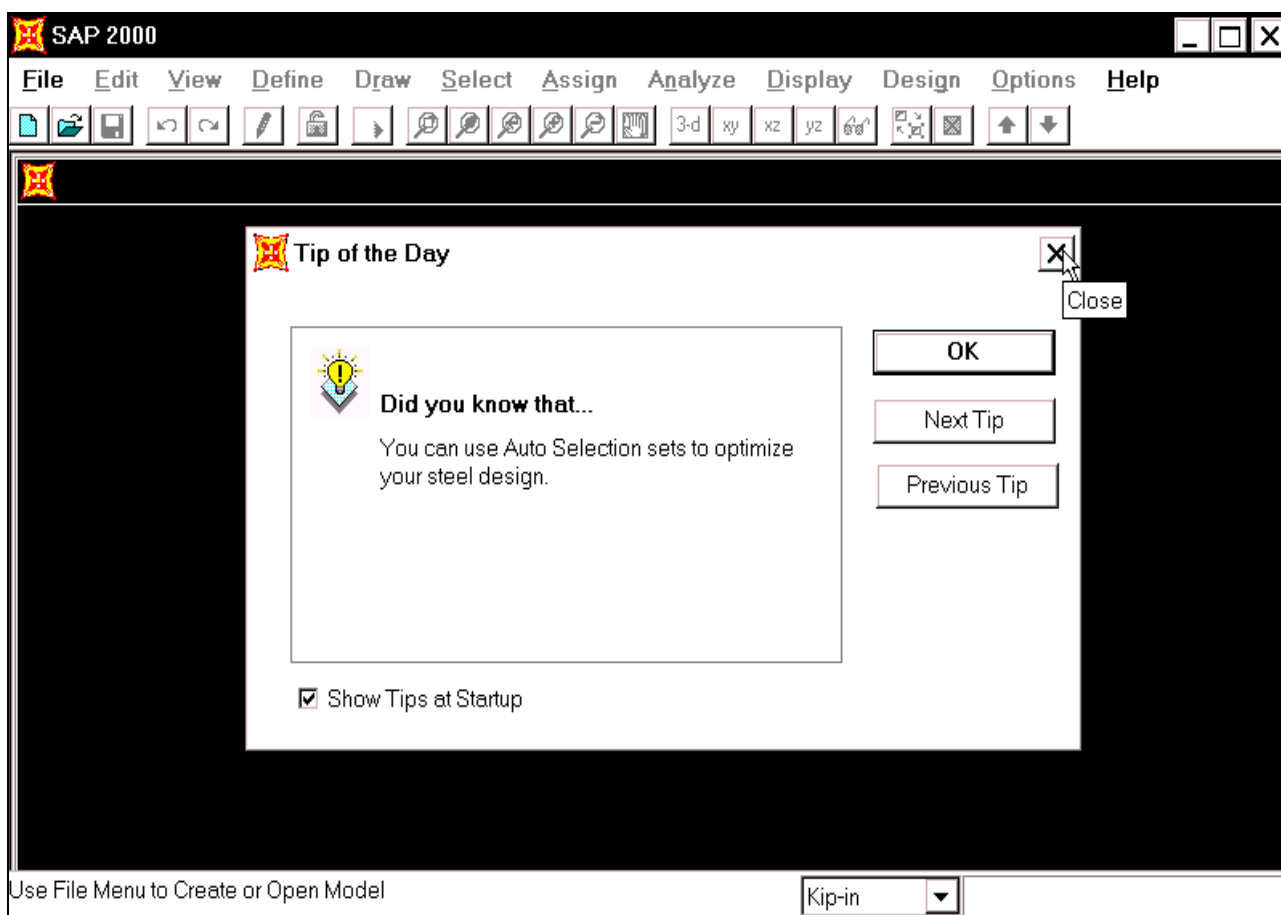 SAP 2000
File Edit View Define Draw Select Assign Analyze Display Design Options Help
3-d xy xz yz
Tip of the Day
Close
Did you know that...
You can use Auto Selection sets to optimize
your steel design.
OK
Next Tip
Previous Tip
Show Tips at Startup
Use File Menu to Create or Open Model
Kip-in